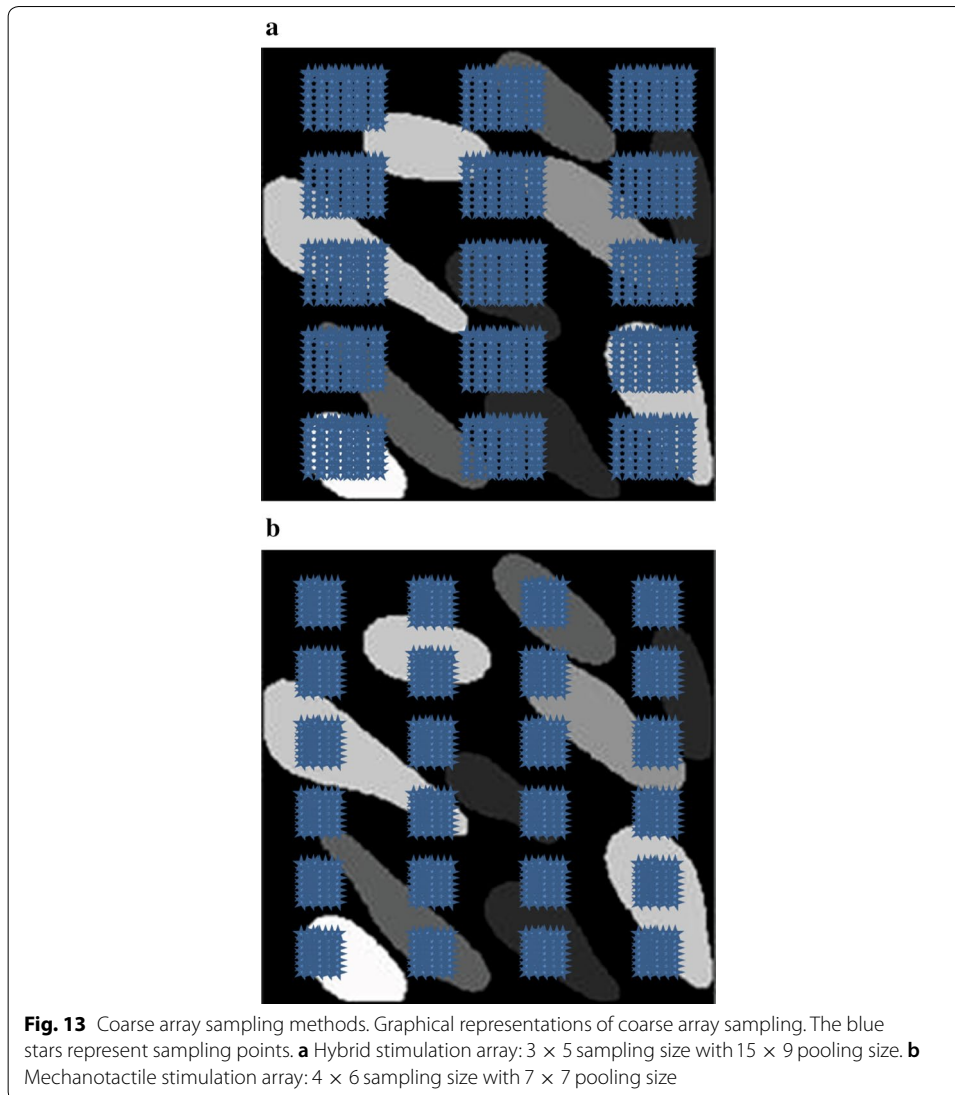 a
b
Fig. 13 Coarse array sampling methods. Graphical representations of coarse array sampling. The blue
stars represent sampling points. a Hybrid stimulation array: 3 × 5 sampling size with 15 × 9 pooling size. b
Mechanotactile stimulation array: 4 × 6 sampling size with 7 × 7 pooling size